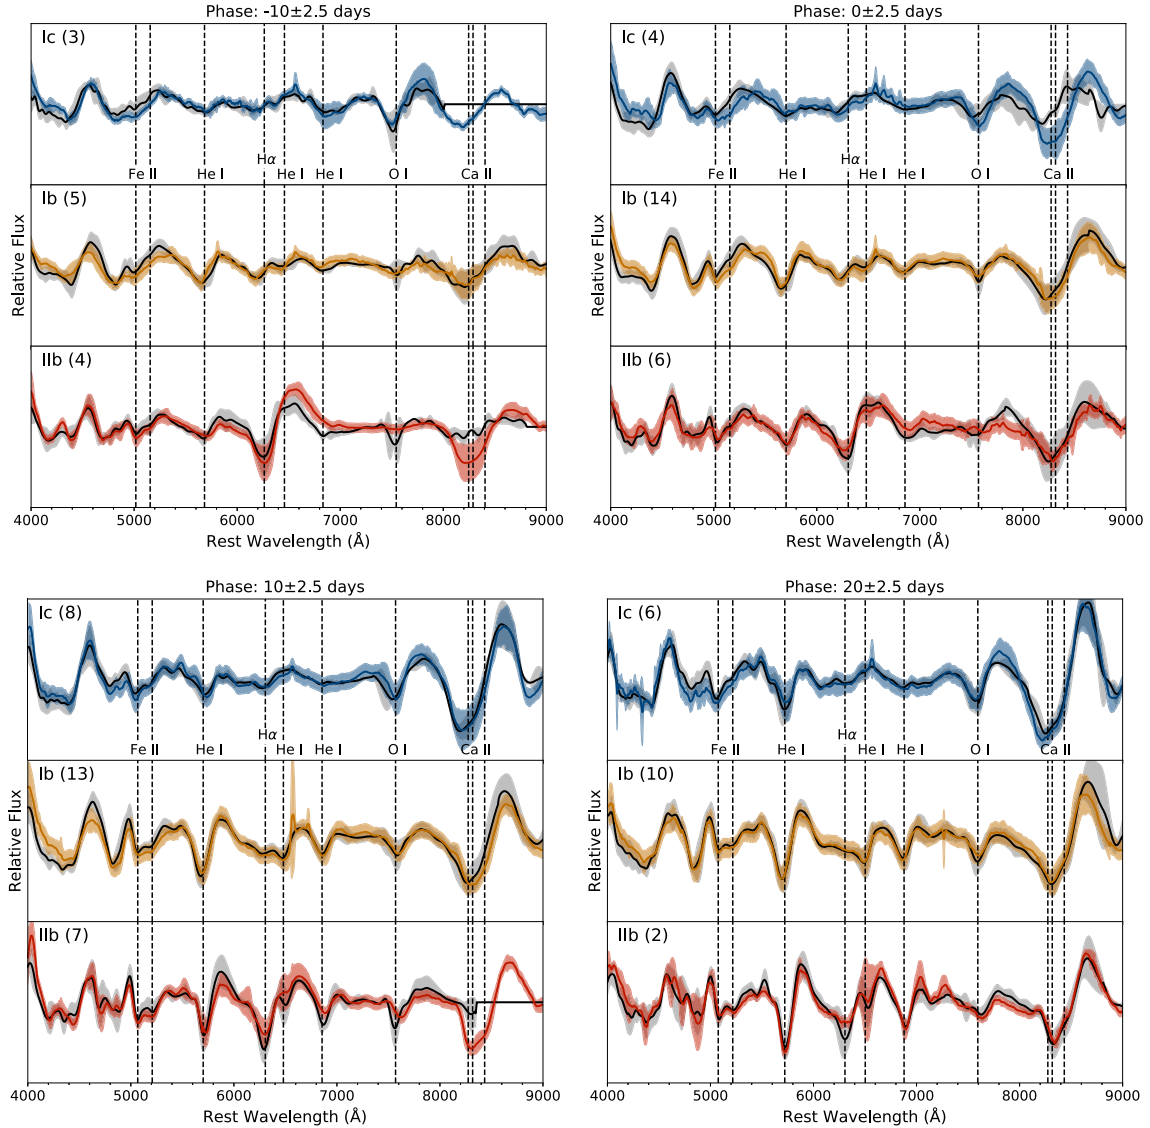 Phase: -10±2.5 days
Ic (3)
Hα
Fe II He I He I He I O I Ca II
Ib (5)
IIb (4)
Relative Flux
4000 5000 6000 7000 8000 9000
Rest Wavelength (Å)
Phase: 0±2.5 days
Ic (4)
Hα
Fe II He I He I He I O I Ca II
Ib (14)
IIb (6)
Relative Flux
4000 5000 6000 7000 8000 9000
Rest Wavelength (Å)
Phase: 10±2.5 days
Ic (8)
Hα
Fe II He I He I He I O I Ca II
Ib (13)
IIb (7)
Relative Flux
4000 5000 6000 7000 8000 9000
Rest Wavelength (Å)
Phase: 20±2.5 days
Ic (6)
Hα
Fe II He I He I He I O I Ca II
Ib (10)
IIb (2)
Relative Flux
4000 5000 6000 7000 8000 9000
Rest Wavelength (Å)